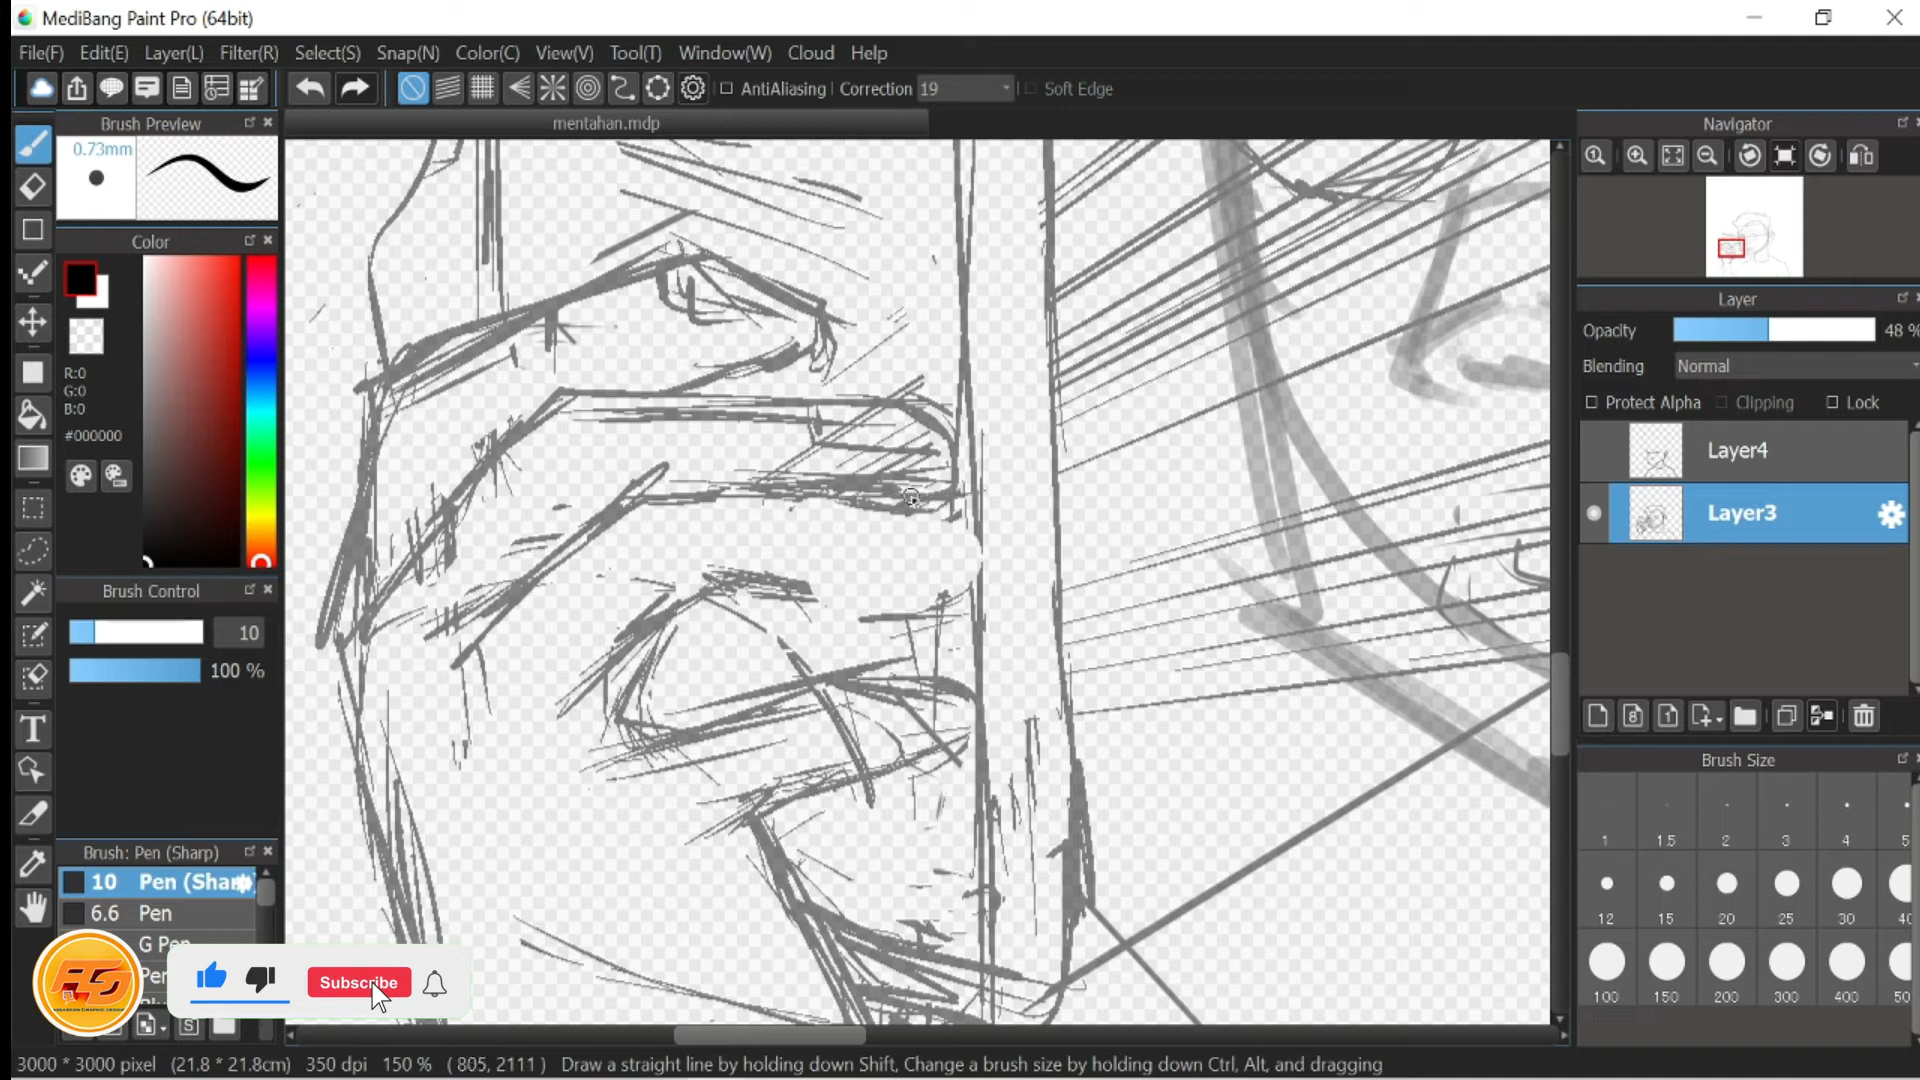 MediBang Paint Pro (64bit)
File(F) Edit(E) Layer(L) Filter(R) Select(S) Snap(N) Color(C) View(V) Tool(T) Window(W) Cloud Help
AntiAliasing Correction 19 Soft Edge
Brush Preview
mentahan.mdp
Navigator
0.73mm
Color
R:0
G:0
B:0
#000000
Layer
Opacity 48 %
Blending Normal
Protect Alpha Clipping Lock
Layer4
Layer3
Brush Control
10
100 %
Brush Size
1 1.5 2 3 4
12 15 20 25 30
100 150 200 300 400
Brush: Pen (Sharp)
10 Pen (Shar
6.6 Pen
G Pen
Subscribe
3000 * 3000 pixel (21.8 * 21.8cm) 350 dpi 150 % ( 805, 2111 ) Draw a straight line by holding down Shift, Change a brush size by holding down Ctrl, Alt, and dragging